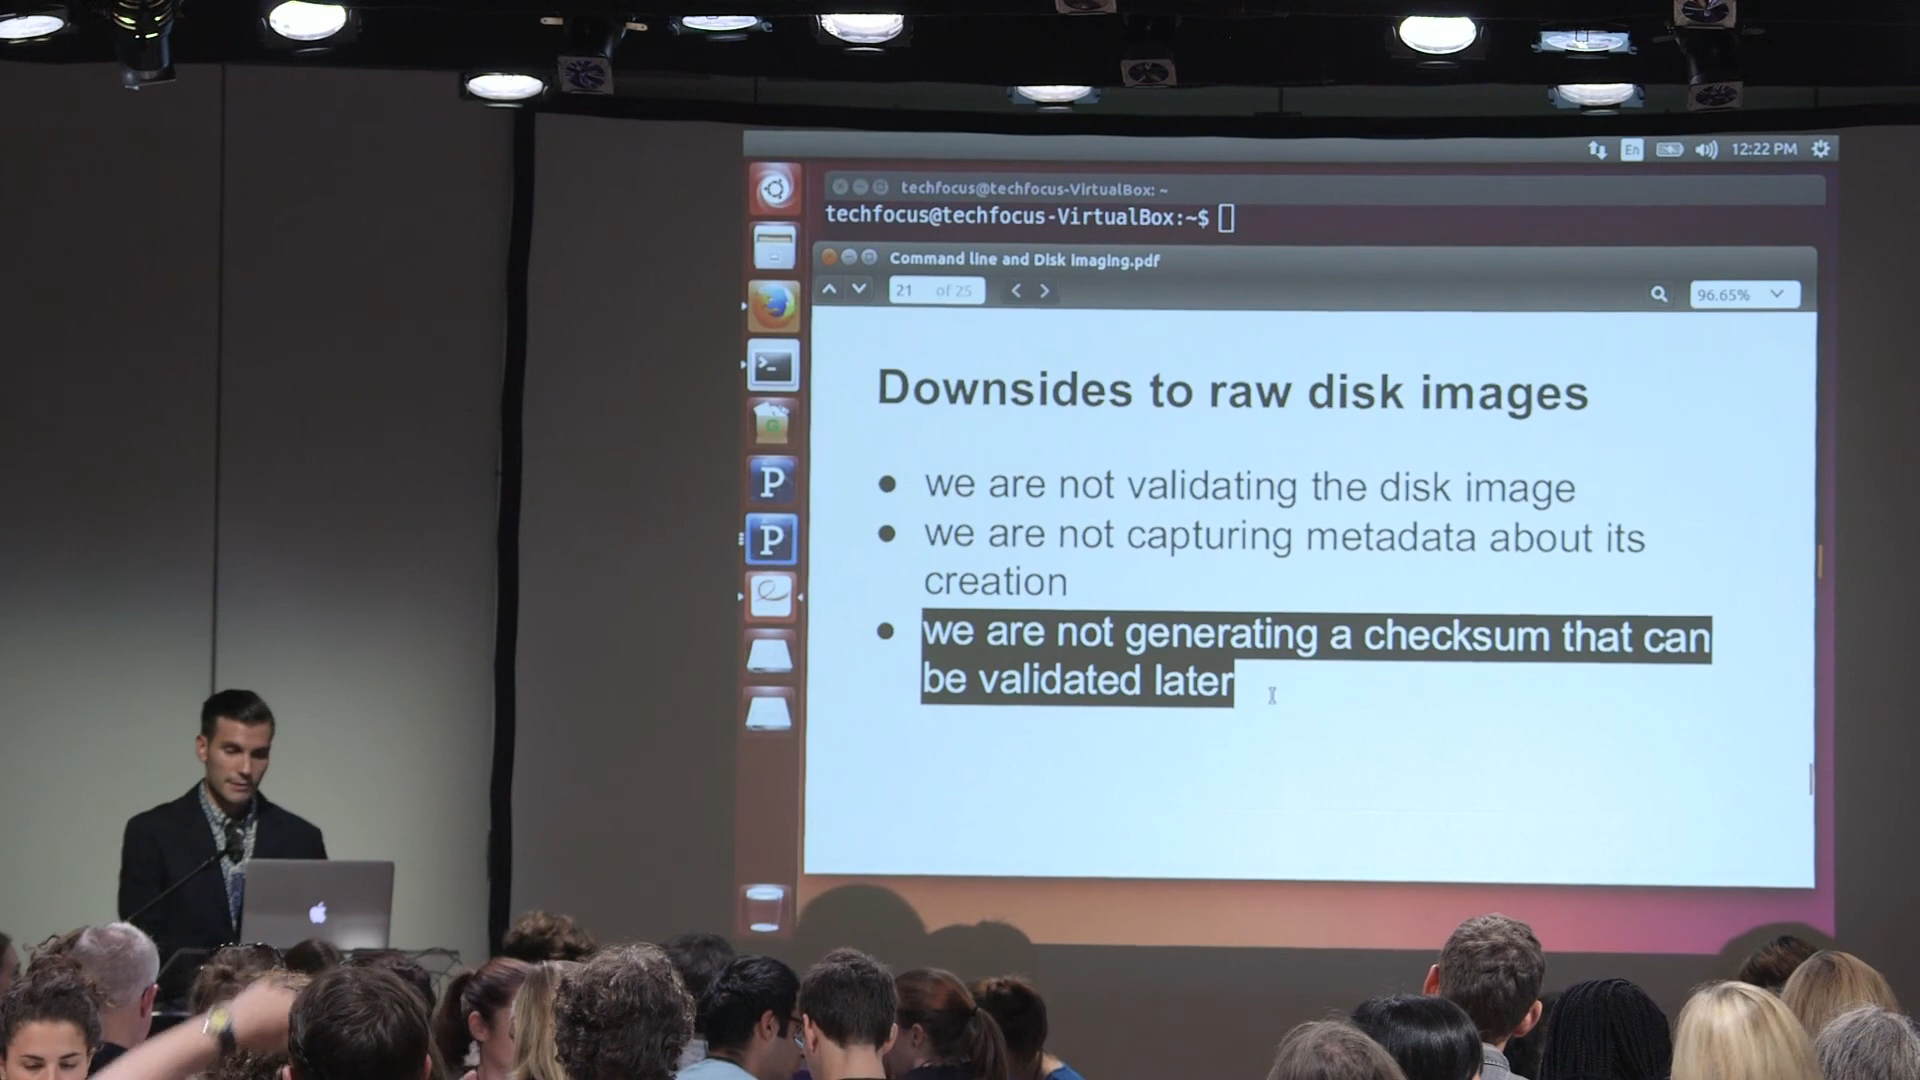 En 12:22 PM
techfocus@techfocus-VirtualBox: ~
techfocus@techfocus-VirtualBox:~$
Command line and Disk Imaging.pdf
21 of 25
96.65%
Downsides to raw disk images
● we are not validating the disk image
● we are not capturing metadata about its
creation
● we are not generating a checksum that can
be validated later
G
P
P